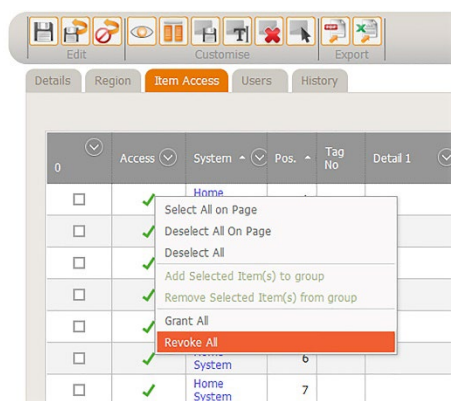 Edit
Customise
Export
Details
Region
Item Access
Users
History
0
Access
System
Pos.
Tag No
Detail 1
Home
Select All on Page
Deselect All On Page
Deselect All
Add Selected Item(s) to group
Remove Selected Item(s) from group
Grant All
Revoke All
System
6
Home
7
System